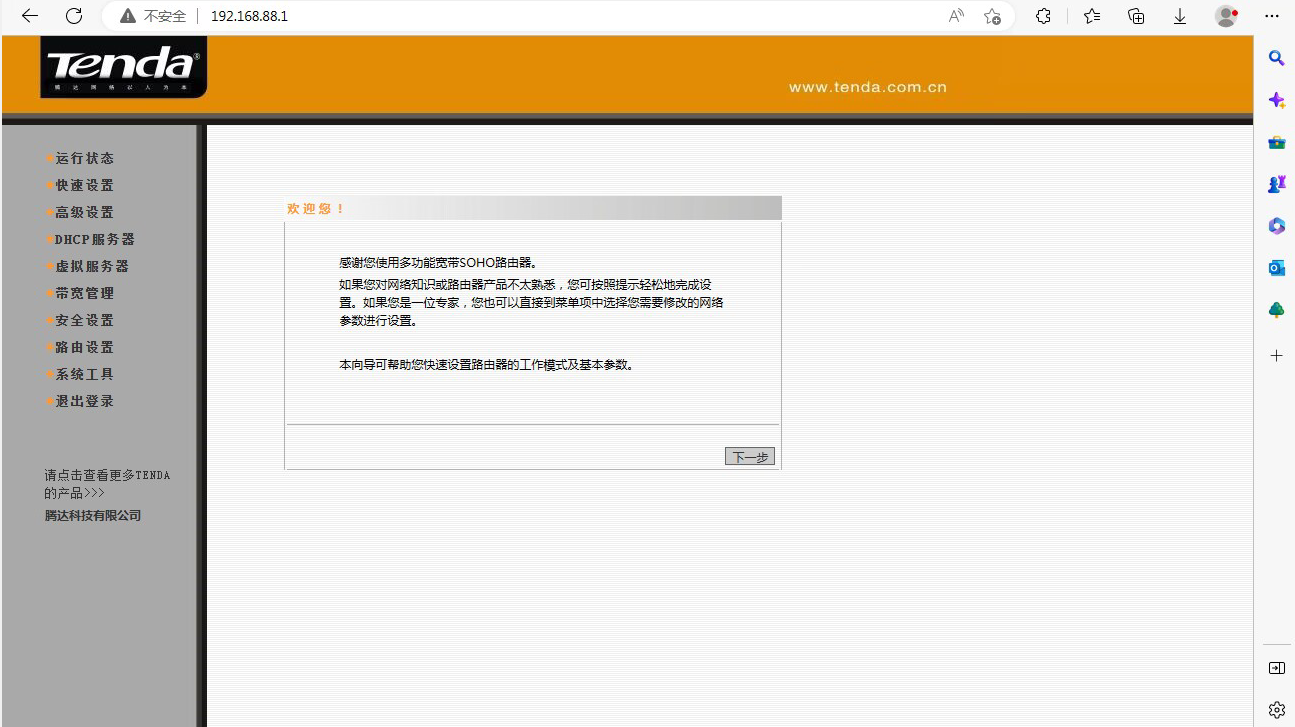 不安全
192.168.88.1
Tenda®
腾达网络以人为本
www.tenda.com.cn
运行状态
快速设置
高级设置
DHCP服务器
虚拟服务器
带宽管理
安全设置
路由设置
系统工具
退出登录
请点击查看更多TENDA
的产品>>>
腾达科技有限公司
欢迎您！
感谢您使用多功能宽带SOHO路由器。
如果您对网络知识或路由器产品不太熟悉，您可按照提示轻松地完成设
置。如果您是一位专家，您也可以直接到菜单项中选择您需要修改的网络
参数进行设置。
本向导可帮助您快速设置路由器的工作模式及基本参数。
下一步